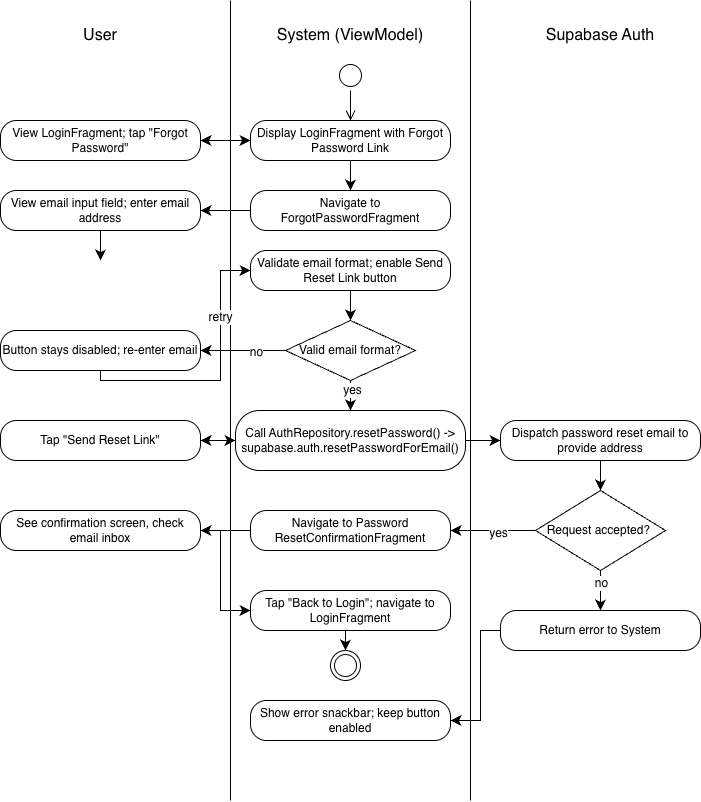 User
System (ViewModel)
Supabase Auth
View LoginFragment; tap "Forgot
Password"
Display LoginFragment with Forgot
Password Link
View email input field; enter email
address
Navigate to
ForgotPasswordFragment
Validate email format; enable Send
Reset Link button
retry
Button stays disabled; re-enter email
no
Valid email format?
yes
Tap "Send Reset Link"
Call AuthRepository.resetPassword() ->
supabase.auth.resetPasswordForEmail()
Dispatch password reset email to
provide address
See confirmation screen, check
email inbox
Navigate to Password
ResetConfirmationFragment
yes
Request accepted?
no
Tap "Back to Login"; navigate to
LoginFragment
Return error to System
Show error snackbar; keep button
enabled